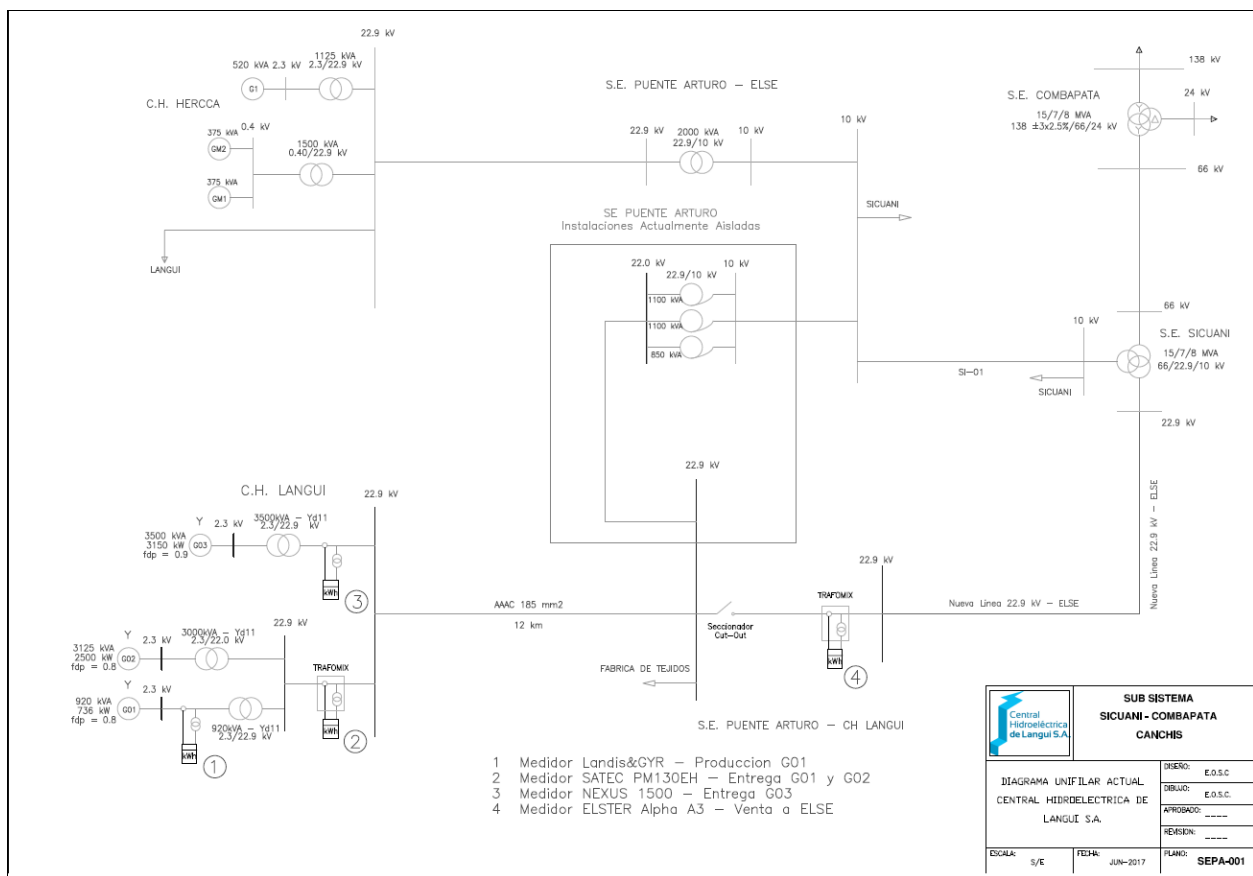 22.9 kV
1125 kVA
2.3/22.9 kV
520 kVA
2.3 kV
G1
C.H. HERCCA
0.4 kV
375 kVA
GM2
1500 kVA
0.40/22.9 kV
375 kVA
GM1
LANGUI
S.E. PUENTE ARTURO – ELSE
22.9 kV
2000 kVA
22.9/10 kV
10 kV
10 kV
SICUANI
138 kV
S.E. COMBAPATA
24 kV
15/7/8 MVA
138 ±3x2.5%/66/24 kV
66 kV
SE PUENTE ARTURO
Instalaciones Actualmente Aisladas
22.0 kV
10 kV
22.9/10 kV
1100 kVA
1100 kVA
850 kVA
22.9 kV
66 kV
10 kV
S.E. SICUANI
15/7/8 MVA
66/22.9/10 kV
SI-01
SICUANI
22.9 kV
Nueva Linea 22.9 kV – ELSE
C.H. LANGUI
22.9 kV
Y
2.3 kV
3500kVA – Yd11
2.3/22.9 kV
3500 kVA
3150 kW
fdp = 0.9
G03
kWh
3
22.9 kV
Y
2.3 kV
3000kVA – Yd11
2.3/22.0 kV
3125 kVA
2500 kW
fdp = 0.8
G02
Y
2.3 kV
920 kVA
736 kW
fdp = 0.8
G01
920kVA – Yd11
2.3/22.9 kV
kWh
1
TRAFOMIX
kWh
2
AAAC 185 mm2
12 km
Seccionador
Cut-Out
FABRICA DE TEJIDOS
TRAFOMIX
kWh
4
22.9 kV
Nueva Linea 22.9 kV – ELSE
S.E. PUENTE ARTURO – CH LANGUI
1 Medidor Landis&GYR – Produccion G01
2 Medidor SATEC PM130EH – Entrega G01 y G02
3 Medidor NEXUS 1500 – Entrega G03
4 Medidor ELSTER Alpha A3 – Venta a ELSE
Central
Hidroeléctrica
de Langui S.A.
SUB SISTEMA
SICUANI - COMBAPATA
CANCHIS
DIAGRAMA UNIFILAR ACTUAL
CENTRAL HIDROELECTRICA DE
LANGUI S.A.
DISEÑO: E.O.S.C
DIBUJO: E.O.S.C.
APROBADO: ----
REVISION: ----
ESCALA: S/E
FECHA: JUN-2017
PLANO: SEPA-001